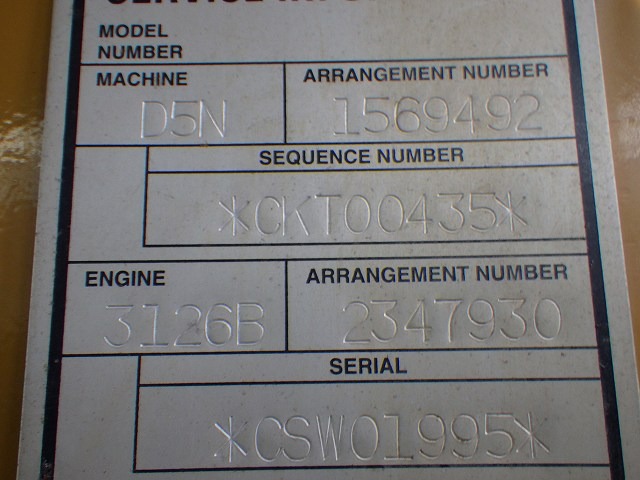 MODEL
NUMBER
MACHINE ARRANGEMENT NUMBER
D5N 1569492
SEQUENCE NUMBER
*CKT00435*
ENGINE ARRANGEMENT NUMBER
3126B 2347930
SERIAL
*CSW01995*